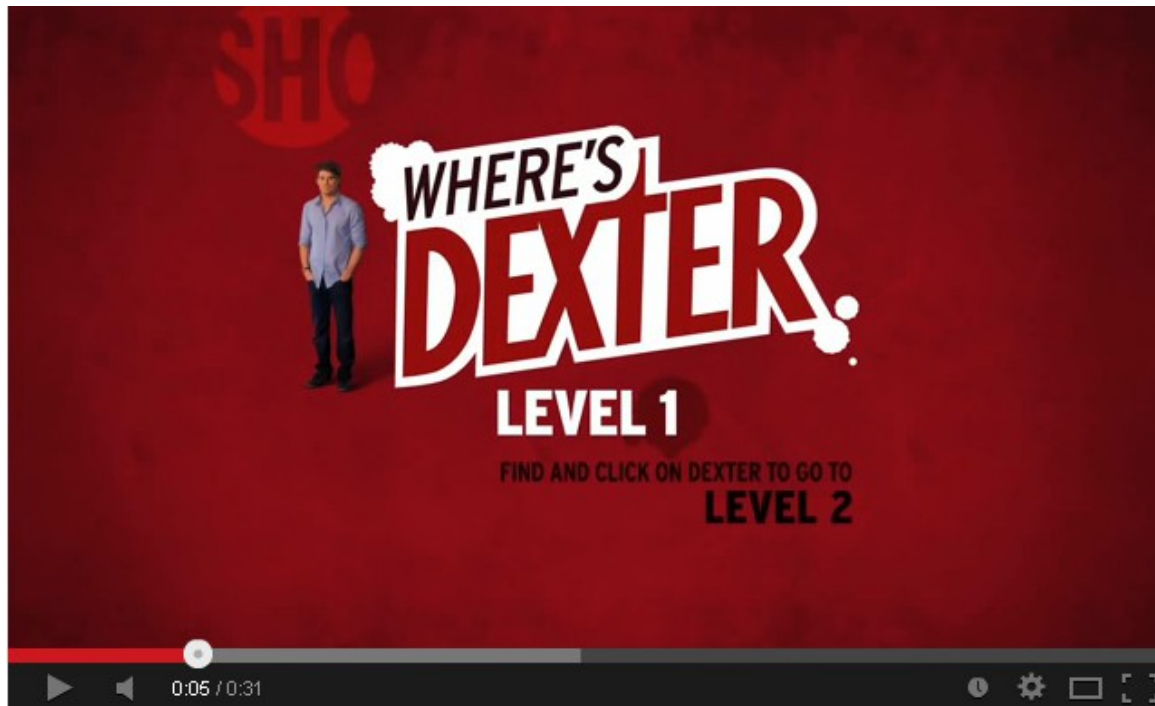 SHO
WHERE'S
DEXTER
LEVEL 1
FIND AND CLICK ON DEXTER TO GO TO
LEVEL 2
0:05 / 0:31